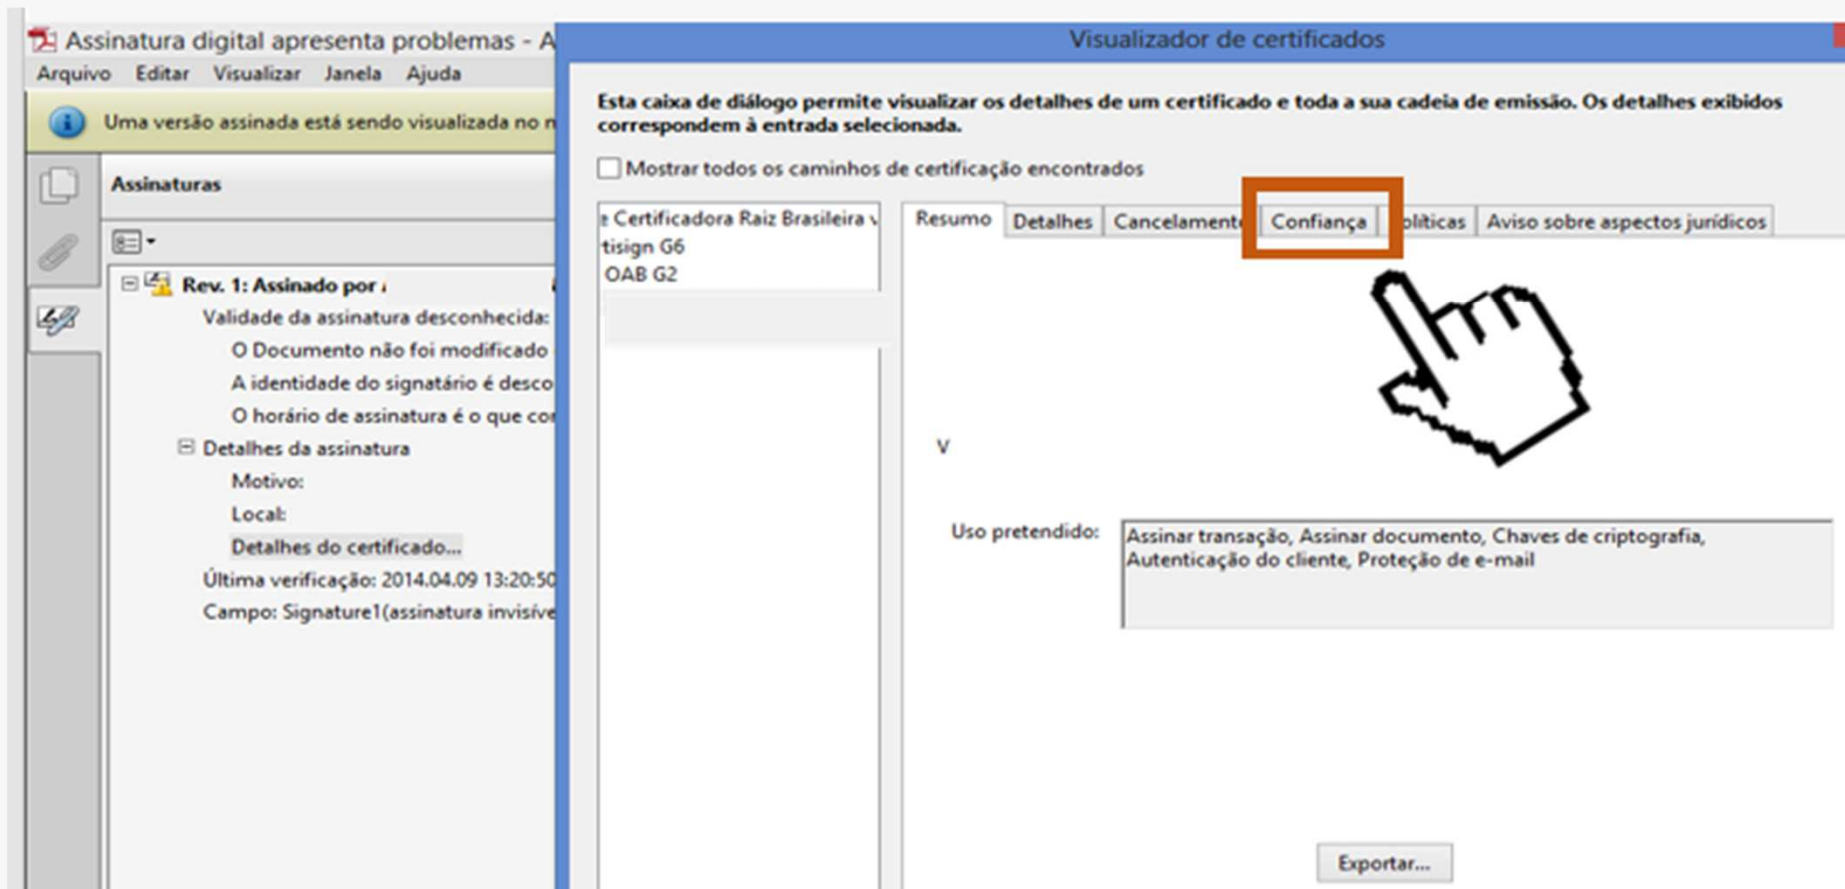 Assinatura digital apresenta problemas - A
Arquivo Editar Visualizar Janela Ajuda
Uma versão assinada está sendo visualizada no
Assinaturas
Rev. 1: Assinado por
Validade da assinatura desconhecida:
O Documento não foi modificado
A identidade do signatário é desco
O horário de assinatura é o que cor
Detalhes da assinatura
Motivo:
Local:
Detalhes do certificado...
Última verificação: 2014.04.09 13:20:50
Campo: Signature1(assinatura invisíve
Visualizador de certificados
Esta caixa de diálogo permite visualizar os detalhes de um certificado e toda a sua cadeia de emissão. Os detalhes exibidos
correspondem à entrada selecionada.
Mostrar todos os caminhos de certificação encontrados
e Certificadora Raiz Brasileira v
tisign G6
OAB G2
Resumo Detalhes Cancelamento Confiança olíticas Aviso sobre aspectos jurídicos
V
Uso pretendido:
Assinar transação, Assinar documento, Chaves de criptografia,
Autenticação do cliente, Proteção de e-mail
Exportar...